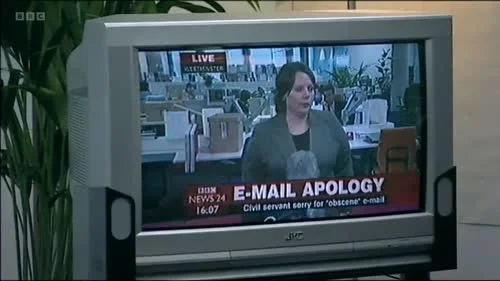 BBC
LIVE
WESTMINSTER
BBC
NEWS 24
16:07
E-MAIL APOLOGY
Civil servant sorry for "obscene" e-mail
JVC